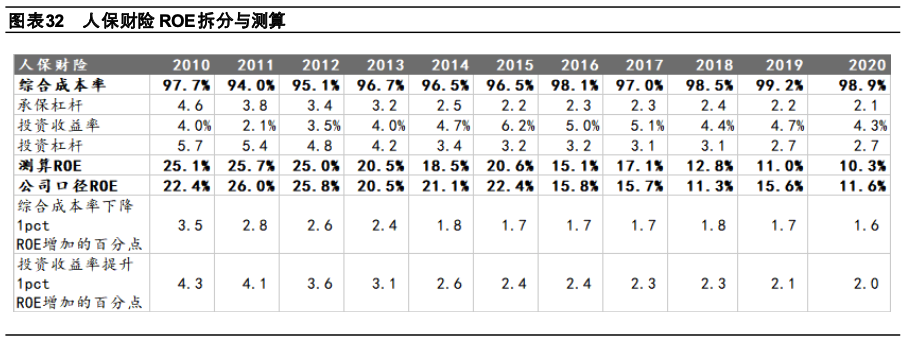 图表32 人保财险 ROE拆分与测算
人保财险 2010 2011 2012 2013 2014 2015 2016 2017 2018 2019 2020
综合成本率 97.7% 94.0% 95.1% 96.7% 96.5% 96.5% 98.1% 97.0% 98.5% 99.2% 98.9%
承保杠杆 4.6 3.8 3.4 3.2 2.5 2.2 2.3 2.3 2.4 2.2 2.1
投资收益率 4.0% 2.1% 3.5% 4.0% 4.7% 6.2% 5.0% 5.1% 4.4% 4.7% 4.3%
投资杠杆 5.7 5.4 4.8 4.2 3.4 3.2 3.2 3.1 3.1 2.7 2.7
测算ROE 25.1% 25.7% 25.0% 20.5% 18.5% 20.6% 15.1% 17.1% 12.8% 11.0% 10.3%
公司口径ROE 22.4% 26.0% 25.8% 20.5% 21.1% 22.4% 15.8% 15.7% 11.3% 15.6% 11.6%
综合成本率下降
1pct 3.5 2.8 2.6 2.4 1.8 1.7 1.7 1.7 1.8 1.7 1.6
ROE增加的百分点
投资收益率提升
1pct 4.3 4.1 3.6 3.1 2.6 2.4 2.4 2.3 2.3 2.1 2.0
ROE增加的百分点